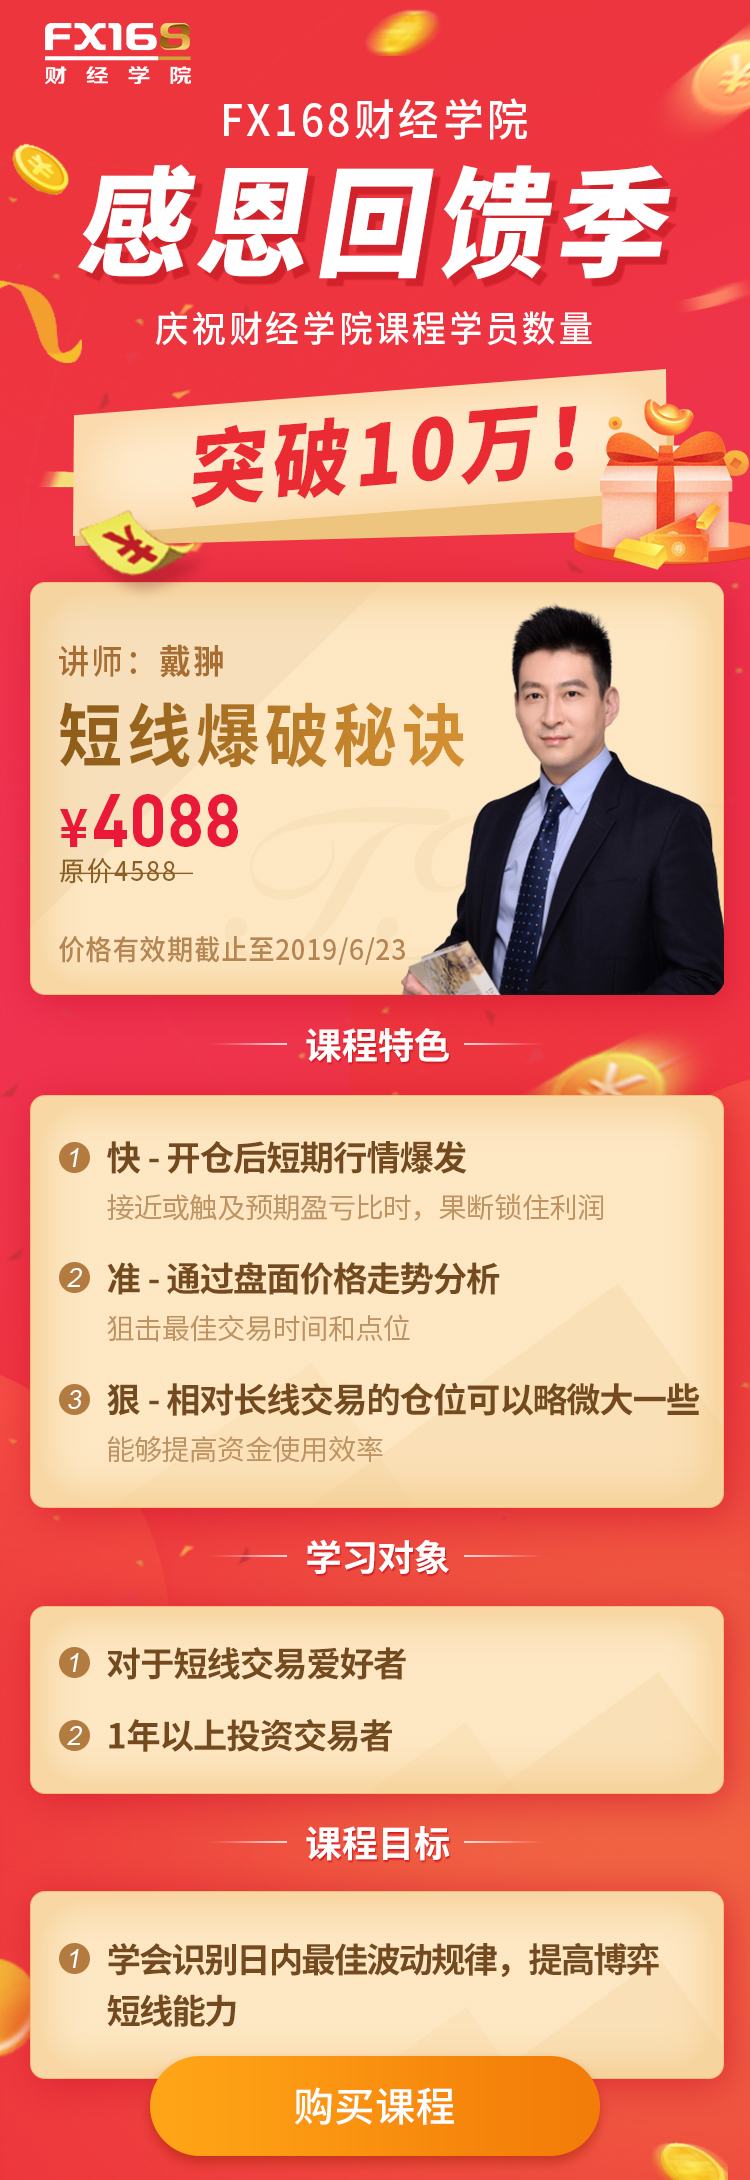 FX168
财经学院
FX168财经学院
感恩回馈季
庆祝财经学院课程学员数量
突破10万！
讲师：戴翀
短线爆破秘诀
¥4088
原价4588
价格有效期截止至2019/6/23
课程特色
1 快 - 开仓后短期行情爆发
接近或触及预期盈亏比时，果断锁住利润
2 准 - 通过盘面价格走势分析
狙击最佳交易时间和点位
3 狠 - 相对长线交易的仓位可以略微大一些
能够提高资金使用效率
学习对象
1 对于短线交易爱好者
2 1年以上投资交易者
课程目标
1 学会识别日内最佳波动规律，提高博弈
短线能力
购买课程